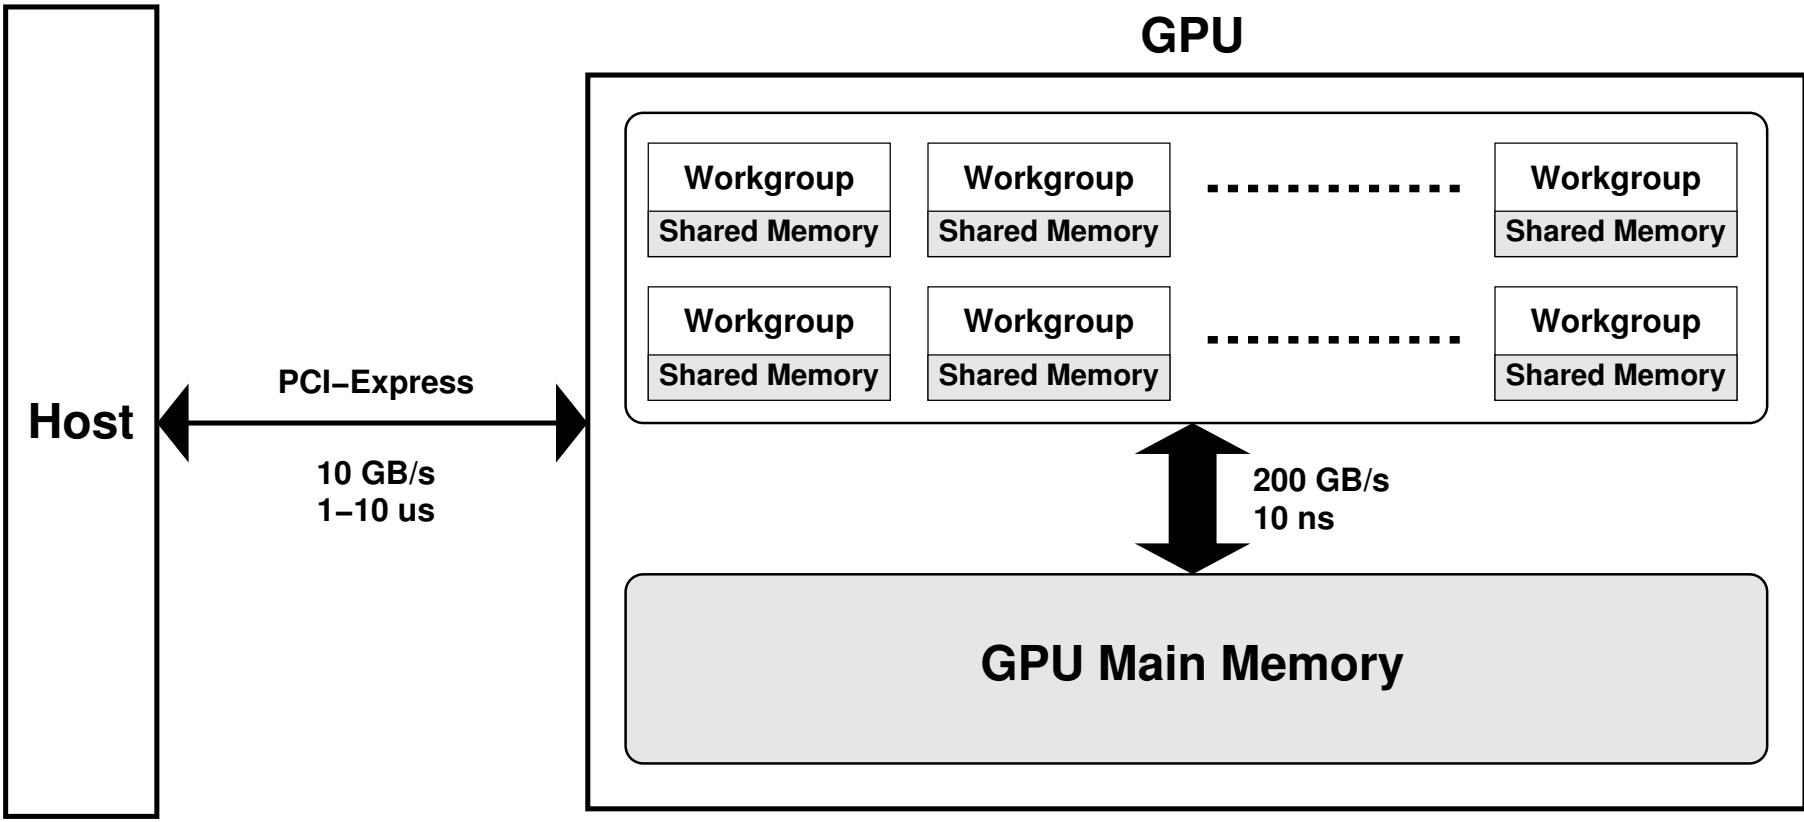 GPU
Workgroup Workgroup Workgroup
Shared Memory Shared Memory Shared Memory
Workgroup Workgroup Workgroup
Shared Memory Shared Memory Shared Memory
PCI–Express
Host
10 GB/s
1–10 us
200 GB/s
10 ns
GPU Main Memory